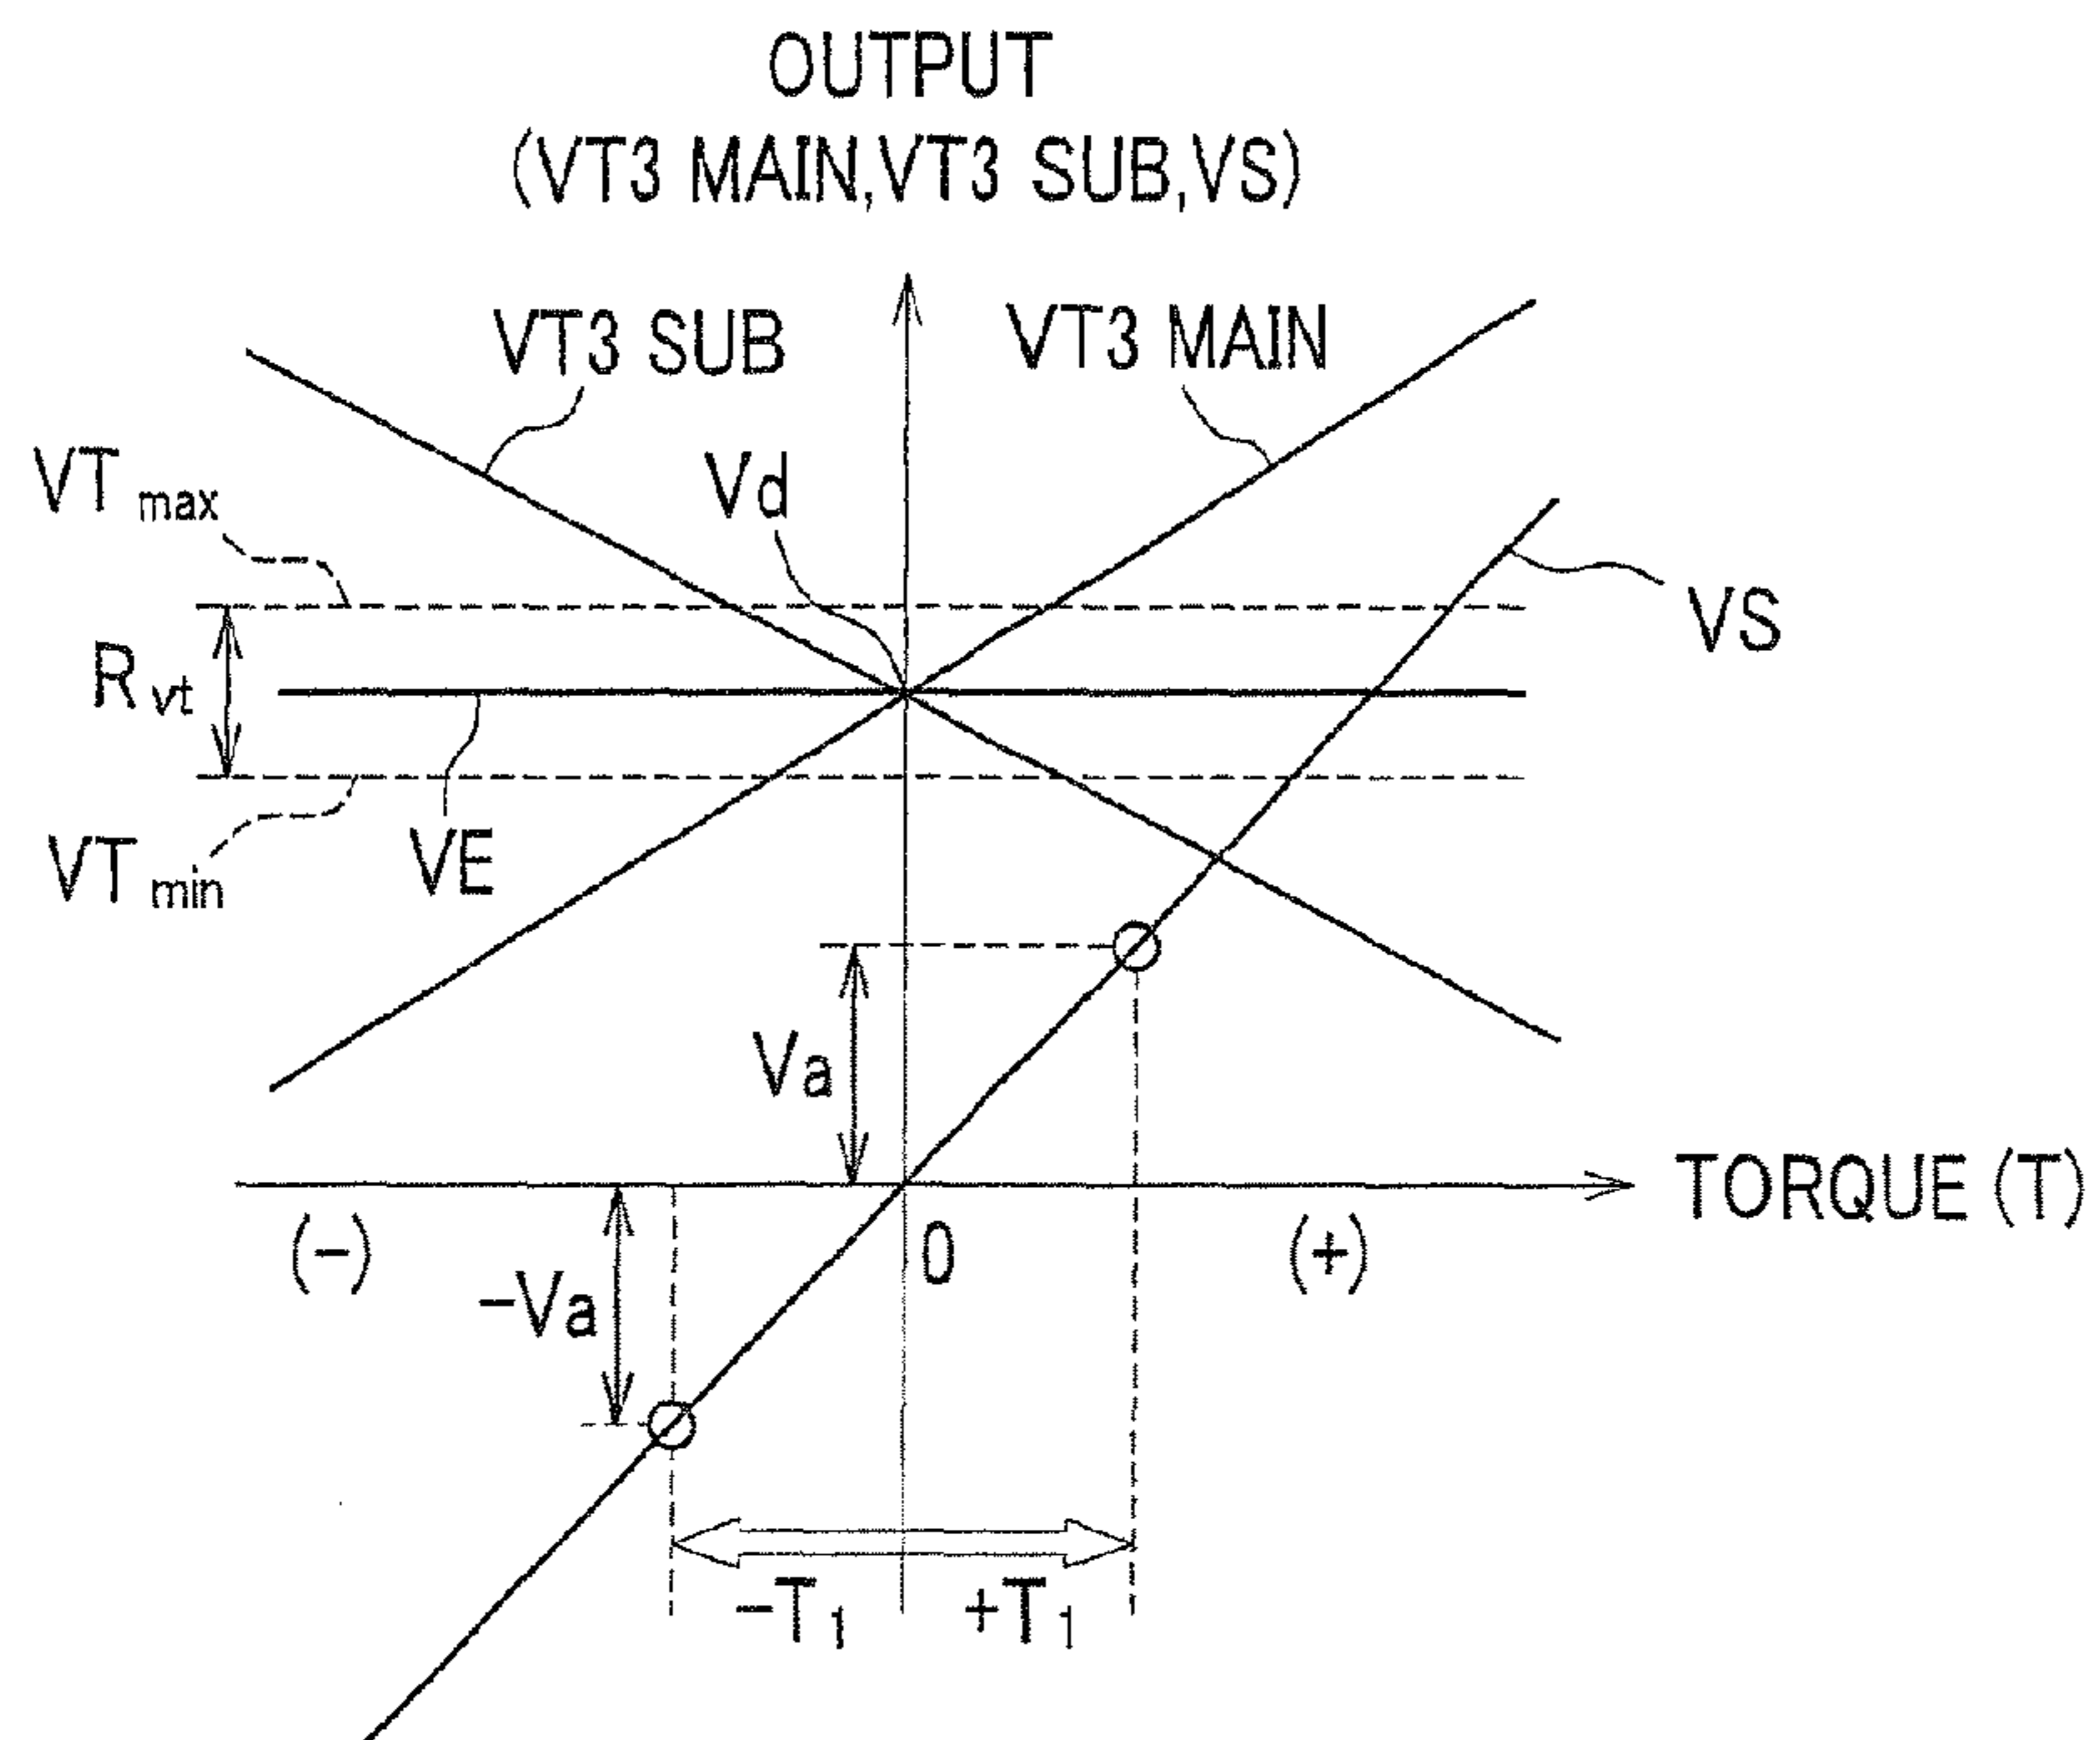 OUTPUT
(VT3 MAIN,VT3 SUB,VS)
VT3 SUB
VT3 MAIN
VT max
Vd
VS
R vt
VE
VT min
Va
TORQUE (T)
(-)
0
(+)
-Va
-T1
+T1